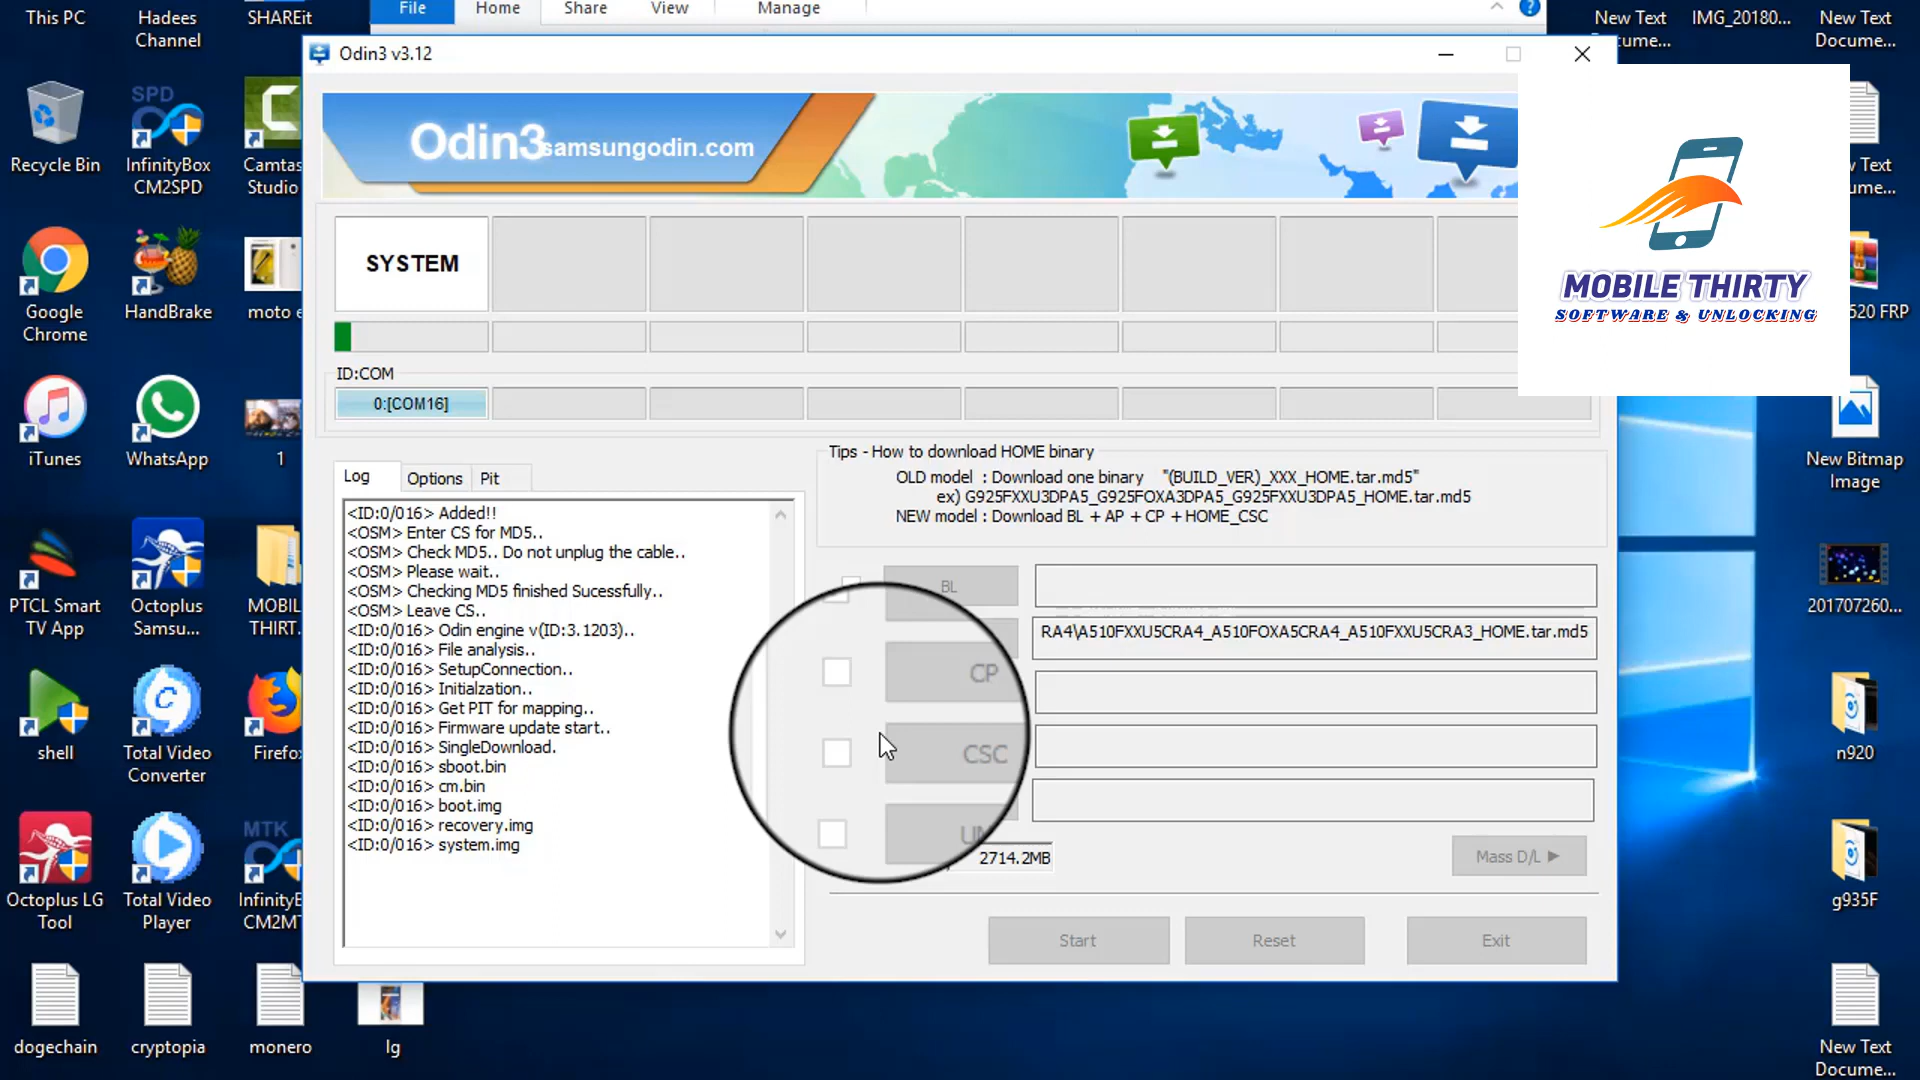 This PC
Hadees
Channel
SHAREit
File
Home
Share
View
Manage
New Text
Docume...
IMG_20180...
New Text
Docume...
Odin3 v3.12
Odin3
samsungodin.com
MOBILE THIRTY
SOFTWARE & UNLOCKING
SYSTEM
ID:COM
0:[COM16]
Log
Options
Pit
<ID:0/016> Added!!
<OSM> Enter CS for MD5..
<OSM> Check MD5.. Do not unplug the cable..
<OSM> Please wait..
<OSM> Checking MD5 finished Sucessfully..
<OSM> Leave CS..
<ID:0/016> Odin engine v(ID:3.1203)..
<ID:0/016> File analysis..
<ID:0/016> SetupConnection..
<ID:0/016> Initialzation..
<ID:0/016> Get PIT for mapping..
<ID:0/016> Firmware update start..
<ID:0/016> SingleDownload.
<ID:0/016> sboot.bin
<ID:0/016> cm.bin
<ID:0/016> boot.img
<ID:0/016> recovery.img
<ID:0/016> system.img
Tips - How to download HOME binary
OLD model : Download one binary "(BUILD_VER)_XXX_HOME.tar.md5"
ex) G925FXXU3DPA5_G925FOXA3DPA5_G925FXXU3DPA5_HOME.tar.md5
NEW model : Download BL + AP + CP + HOME_CSC
BL
RA4\A510FXXU5CRA4_A510FOXA5CRA4_A510FXXU5CRA3_HOME.tar.md5
CP
CSC
2714.2MB
Mass D/L
Start
Reset
Exit
Recycle Bin
SPD
InfinityBox
CM2SPD
Camtas
Studio
Google
Chrome
HandBrake
moto e
iTunes
WhatsApp
1
PTCL Smart
TV App
Octoplus
Samsu...
MOBIL
THIRT.
shell
Total Video
Converter
Firefox
Octoplus LG
Tool
Total Video
Player
MTK
InfinityB
CM2MT
dogechain
cryptopia
monero
lg
520 FRP
New Bitmap
Image
201707260...
n920
g935F
New Text
Docume...